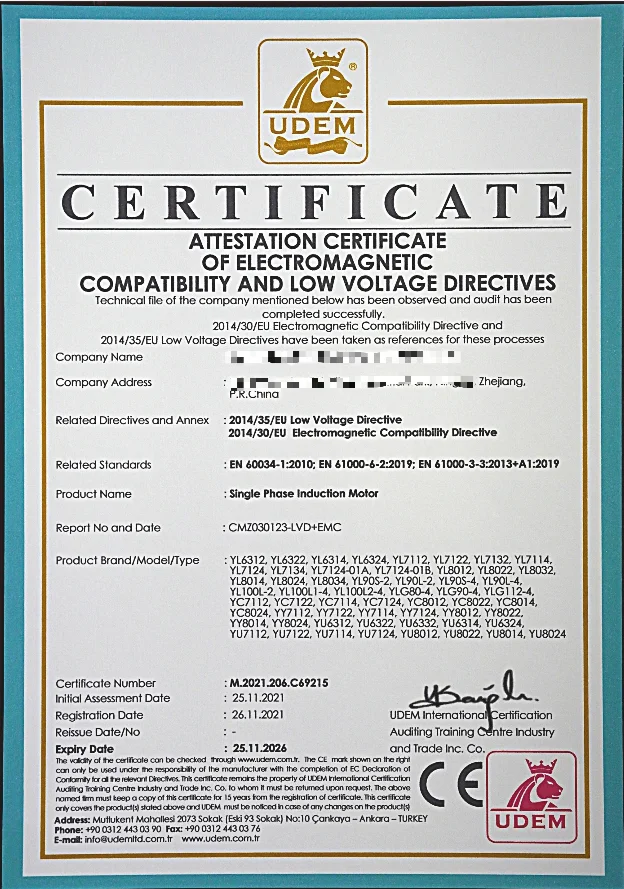 UDEM
®
CERTIFICATE
ATTESTATION CERTIFICATE
OF ELECTROMAGNETIC
COMPATIBILITY AND LOW VOLTAGE DIRECTIVES
Technical file of the company mentioned below has been observed and audit has been
completed successfully.
2014/30/EU Electromagnetic Compatibility Directive and
2014/35/EU Low Voltage Directives have been taken as references for these processes
Company Name
Company Address : Zhejiang,
P.R.China
Related Directives and Annex : 2014/35/EU Low Voltage Directive
2014/30/EU Electromagnetic Compatibility Directive
Related Standards : EN 60034-1:2010; EN 61000-6-2:2019; EN 61000-3-3:2013+A1:2019
Product Name : Single Phase Induction Motor
Report No and Date : CMZ030123-LVD+EMC
Product Brand/Model/Type : YL6312, YL6322, YL6314, YL6324, YL7112, YL7122, YL7132, YL7114,
YL7124, YL7134, YL7124-01A, YL7124-01B, YL8012, YL8022, YL8032,
YL8014, YL8024, YL8034, YL90S-2, YL90L-2, YL90S-4, YL90L-4,
YL100L-2, YL100L1-4, YL100L2-4, YLG80-4, YLG90-4, YLG112-4,
YC7112, YC7122, YC7114, YC7124, YC8012, YC8022, YC8014,
YC8024, YY7112, YY7122, YY7114, YY7124, YY8012, YY8022,
YY8014, YY8024, YU6312, YU6322, YU6332, YU6314, YU6324,
YU7112, YU7122, YU7114, YU7124, YU8012, YU8022, YU8014, YU8024
Certificate Number : M.2021.206.C69215
Initial Assessment Date : 25.11.2021
Registration Date : 26.11.2021
Reissue Date/No : -
Expiry Date : 25.11.2026
UDEM International Certification
Auditing Training Centre Industry
and Trade Inc. Co.
The validity of the certificate can be checked through www.udem.com.tr. The CE mark shown on the right
can only be used under the responsibility of the manufacturer with the completion of EC Declaration of
Conformity for all the relevant Directives. This certificate remains the property of UDEM International Certification
Auditing Training Centre Industry and Trade Inc. Co. to whom it must be returned upon request. The above
named firm must keep a copy of this certificate for 15 years from the registration of certificate. This certificate
only covers the product(s) stated above and UDEM must be noticed in case of any changes on the product(s)
Address: Mutlukent Mahallesi 2073 Sokak (Eski 93 Sokak) No:10 Çankaya – Ankara – TURKEY
Phone: +90 0312 443 03 90 Fax: +90 0312 443 03 76
E-mail: info@udemltd.com.tr www.udem.com.tr
CE
UDEM